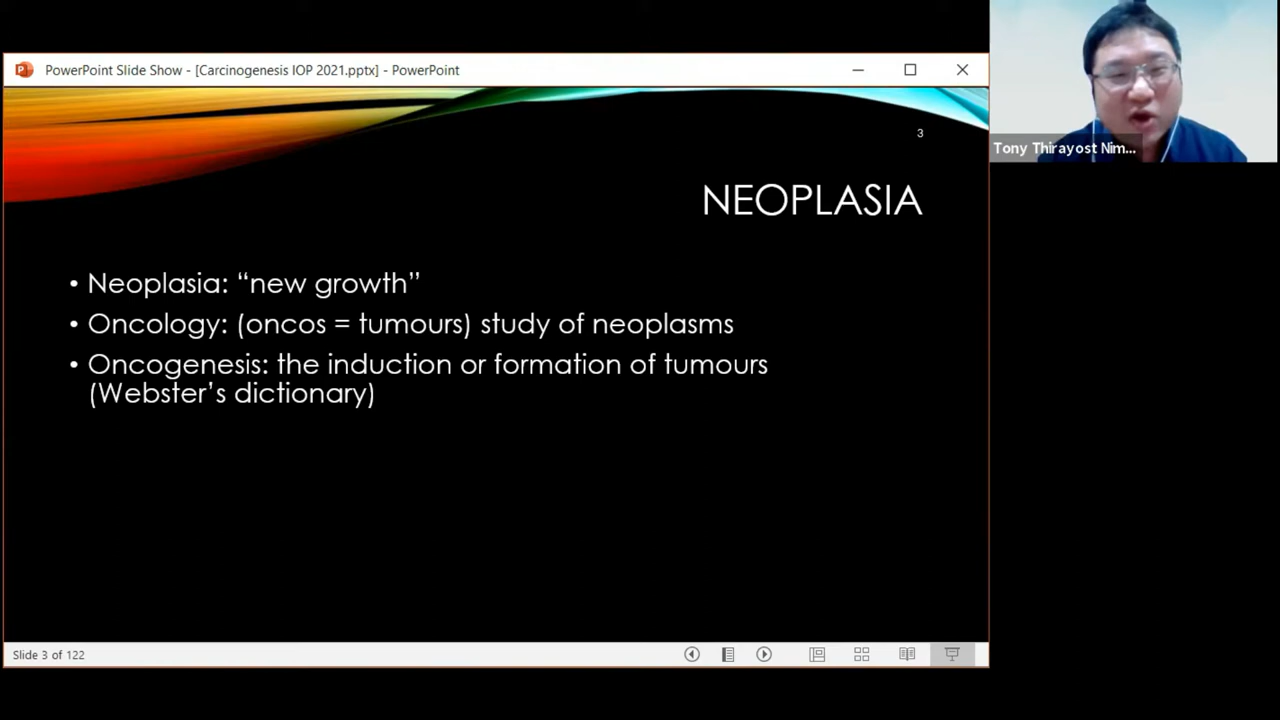 PowerPoint Slide Show - [Carcinogenesis IOP 2021.pptx] - PowerPoint
Tony Thirayost Nim...
3
NEOPLASIA
• Neoplasia: “new growth”
• Oncology: (oncos = tumours) study of neoplasms
• Oncogenesis: the induction or formation of tumours
(Webster’s dictionary)
Slide 3 of 122